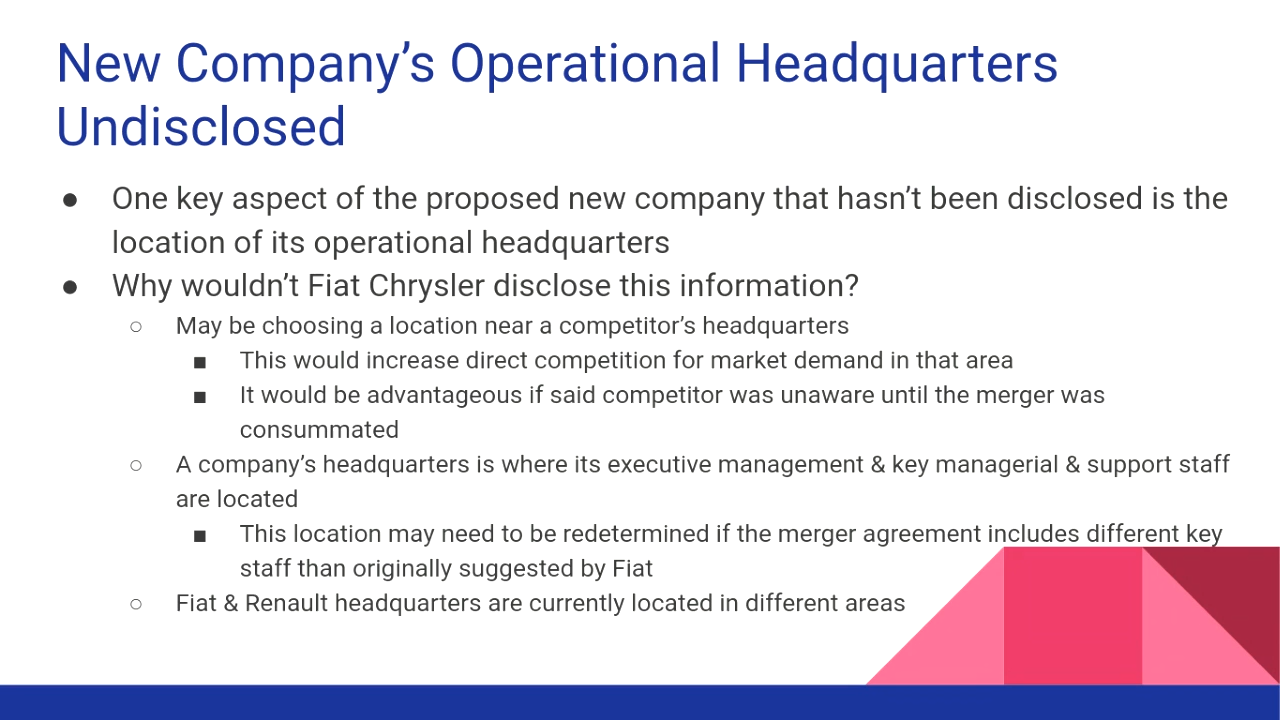 New Company’s Operational Headquarters
Undisclosed
● One key aspect of the proposed new company that hasn’t been disclosed is the
location of its operational headquarters
● Why wouldn’t Fiat Chrysler disclose this information?
○ May be choosing a location near a competitor’s headquarters
■ This would increase direct competition for market demand in that area
■ It would be advantageous if said competitor was unaware until the merger was
consummated
○ A company’s headquarters is where its executive management & key managerial & support staff
are located
■ This location may need to be redetermined if the merger agreement includes different key
staff than originally suggested by Fiat
○ Fiat & Renault headquarters are currently located in different areas